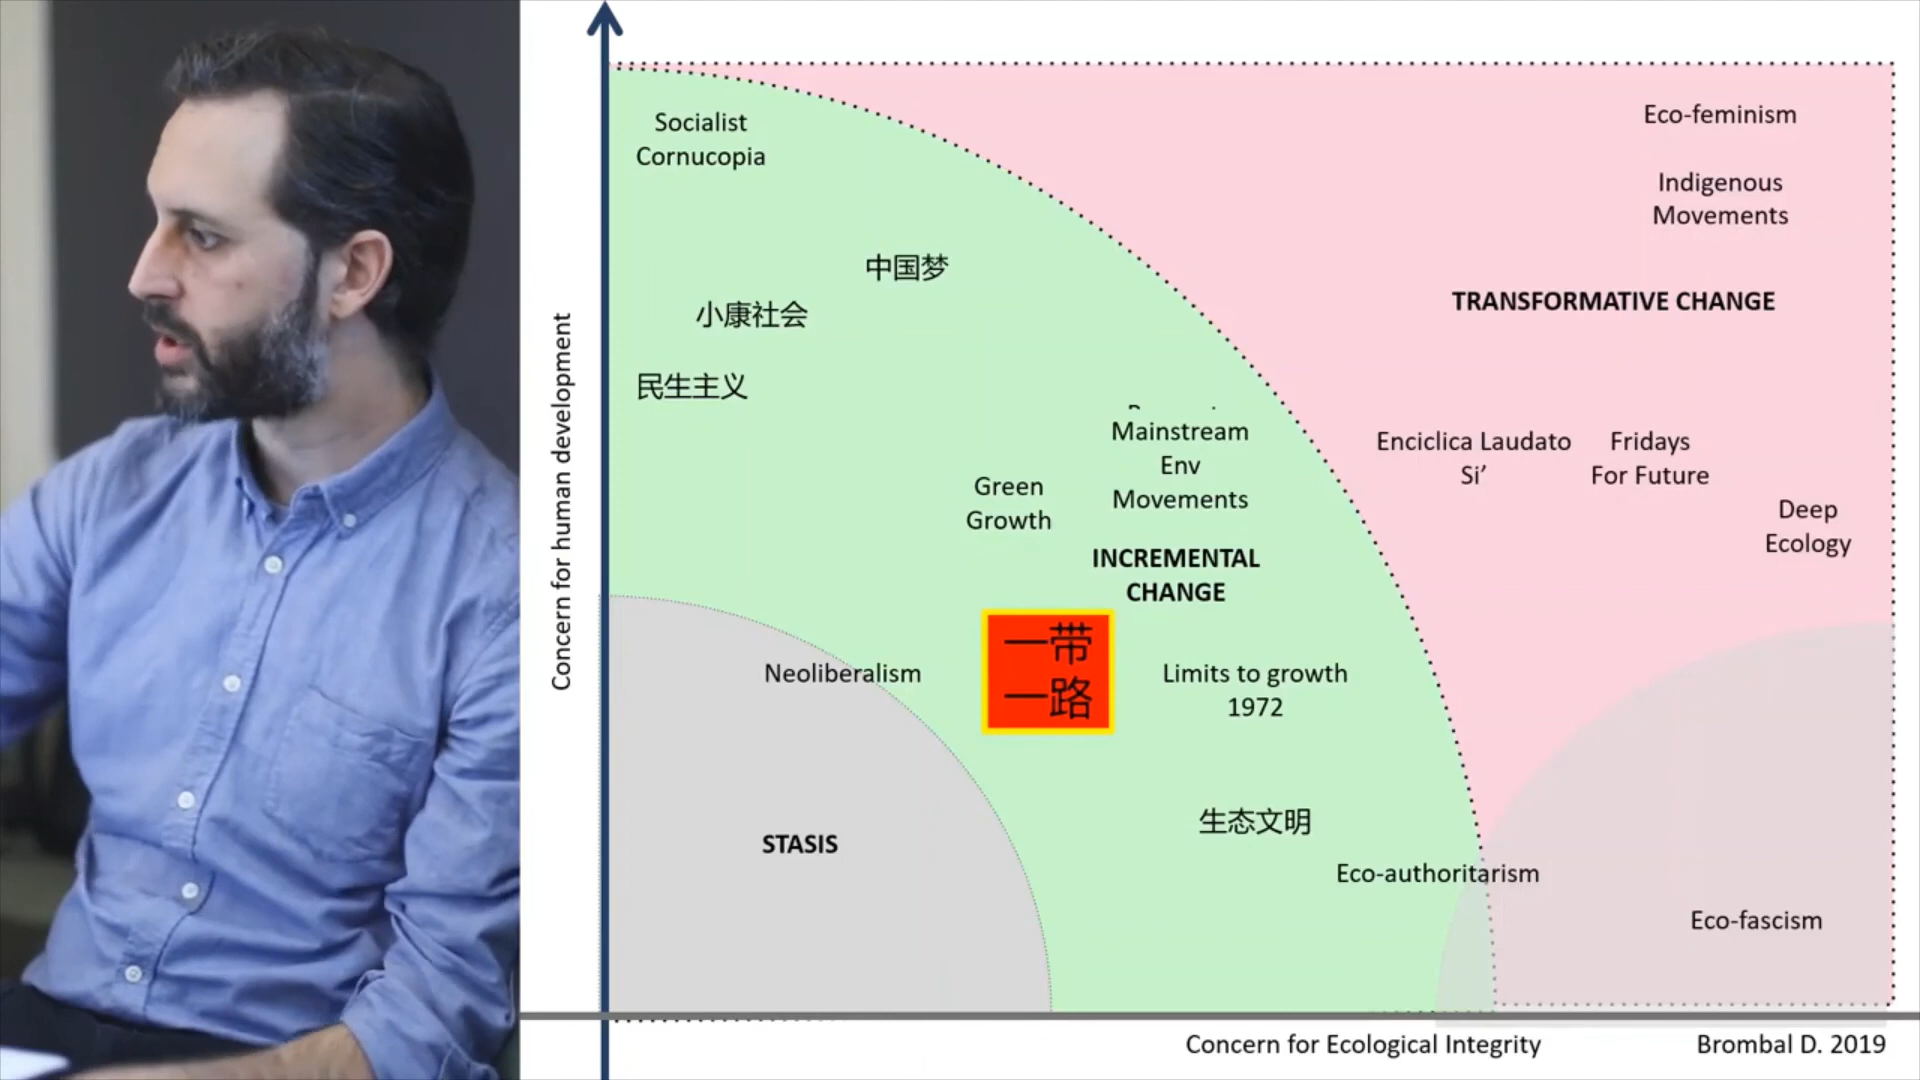 Socialist
Cornucopia
Eco-feminism
Indigenous
Movements
中国梦
小康社会
TRANSFORMATIVE CHANGE
民生主义
Concern for human development
Mainstream
Env
Movements
Enciclica Laudato
Si’
Fridays
For Future
Green
Growth
Deep
Ecology
INCREMENTAL
CHANGE
一带
一路
Neoliberalism
Limits to growth
1972
生态文明
STASIS
Eco-authoritarism
Eco-fascism
Concern for Ecological Integrity
Brombal D. 2019